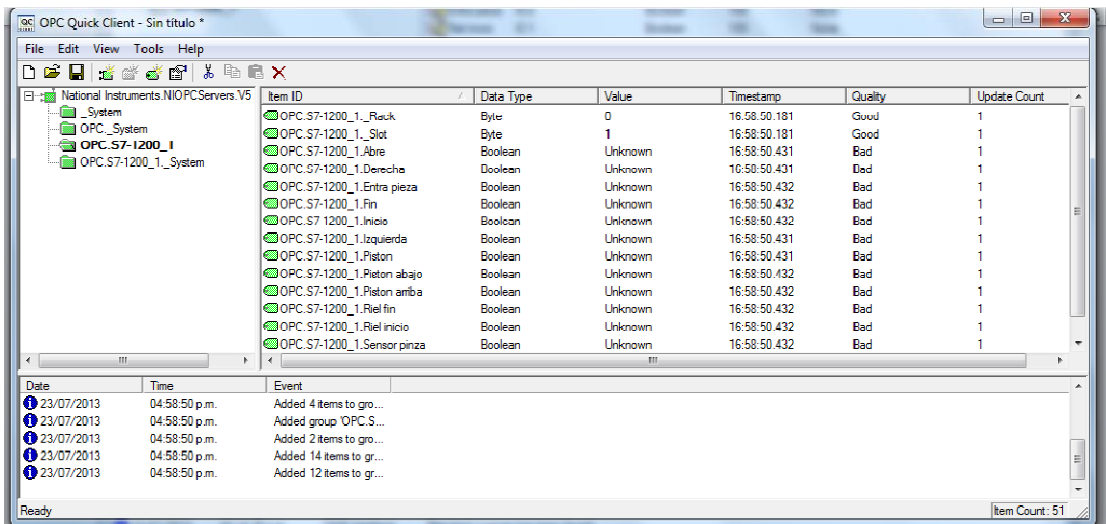 OPC Quick Client - Sin título *
File Edit View Tools Help
National Instruments.NIOPCServers.V5
_System
OPC._System
OPC.S7-1200_1
OPC.S7-1200_1._System
Item ID Data Type Value Timestamp Quality Update Count
OPC.S7-1200_1._Rack Byte 0 16:58:50.181 Good 1
OPC.S7-1200_1._Slot Byte 1 16:58:50.181 Good 1
OPC.S7-1200_1.Abre Boolean Unknown 16:58:50.431 Bad 1
OPC.S7-1200_1.Derecha Boolean Unknown 16:58:50.431 Bad 1
OPC.S7-1200_1.Entra pieza Boolean Unknown 16:58:50.432 Bad 1
OPC.S7-1200_1.Fin Boolean Unknown 16:58:50.432 Bad 1
OPC.S7-1200_1.Inicio Boolean Unknown 16:58:50.432 Bad 1
OPC.S7-1200_1.Izquierda Boolean Unknown 16:58:50.431 Bad 1
OPC.S7-1200_1.Piston Boolean Unknown 16:58:50.431 Bad 1
OPC.S7-1200_1.Piston abajo Boolean Unknown 16:58:50.432 Bad 1
OPC.S7-1200_1.Piston arriba Boolean Unknown 16:58:50.432 Bad 1
OPC.S7-1200_1.Riel fin Boolean Unknown 16:58:50.432 Bad 1
OPC.S7-1200_1.Riel inicio Boolean Unknown 16:58:50.432 Bad 1
OPC.S7-1200_1.Sensor pinza Boolean Unknown 16:58:50.432 Bad 1
Date Time Event
23/07/2013 04:58:50 p.m. Added 4 items to gro...
23/07/2013 04:58:50 p.m. Added group 'OPC.S...
23/07/2013 04:58:50 p.m. Added 2 items to gro...
23/07/2013 04:58:50 p.m. Added 14 items to gr...
23/07/2013 04:58:50 p.m. Added 12 items to gr...
Ready Item Count: 51